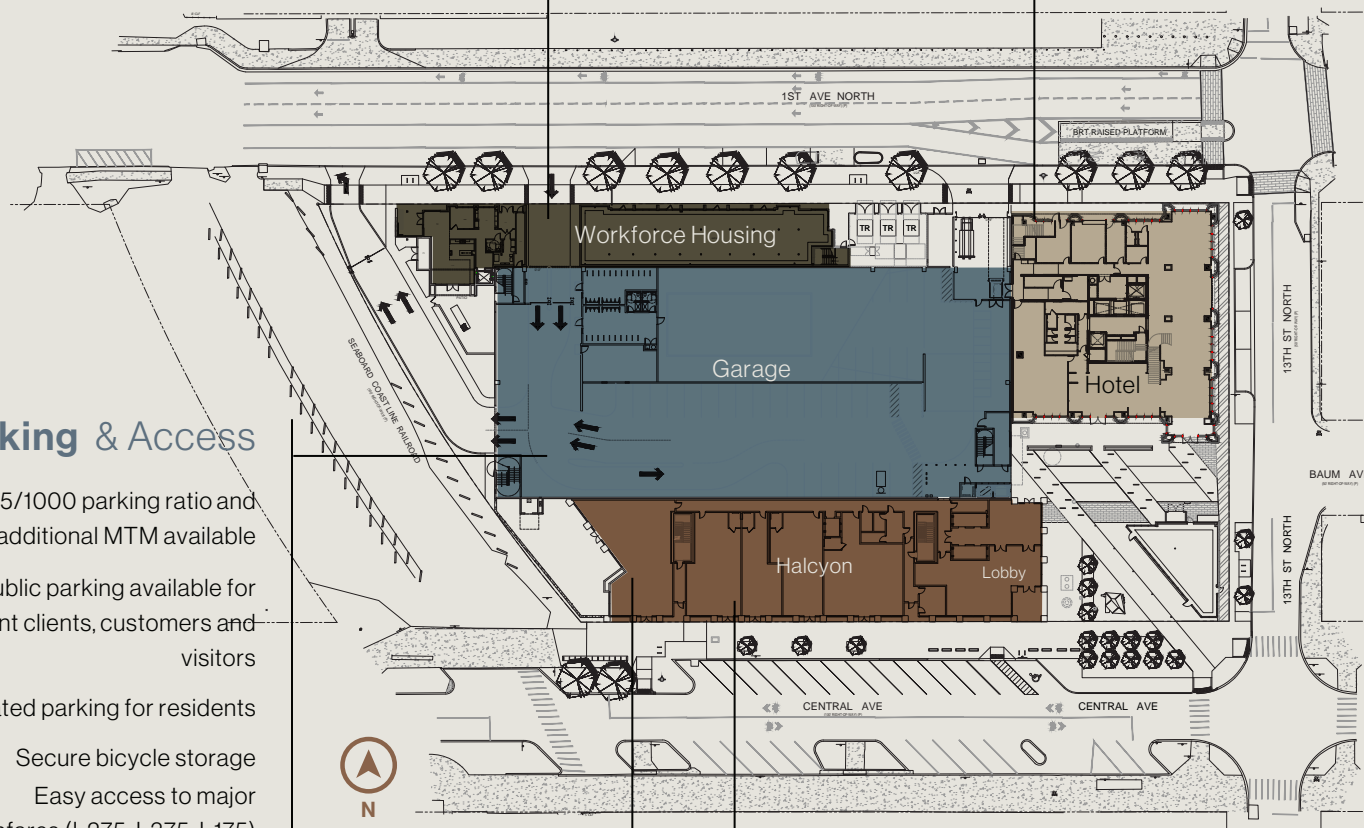 1ST AVE NORTH
BRT RAISED PLATFORM
Workforce Housing
TR TR TR
Garage
Hotel
13TH ST NORTH
SEABOARD COAST LINE RAILROAD
king & Access
5/1000 parking ratio and
additional MTM available
ublic parking available for
nt clients, customers and
visitors
ated parking for residents
Secure bicycle storage
Easy access to major
BAUM AV
13TH ST NORTH
Halcyon
Lobby
CENTRAL AVE
CENTRAL AVE
N